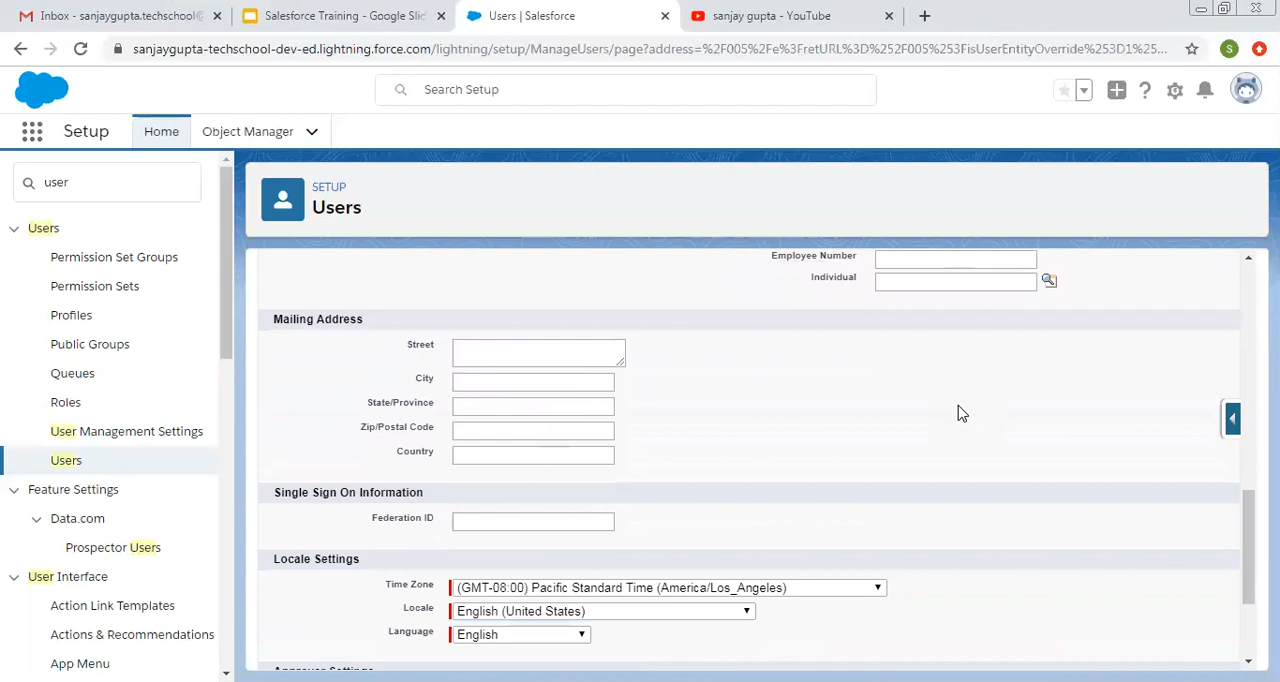 Inbox - sanjaygupta.techschool@
Salesforce Training - Google Slid
Users | Salesforce
sanjay gupta - YouTube
sanjaygupta-techschool-dev-ed.lightning.force.com/lightning/setup/ManageUsers/page?address=%2F005%2Fe%3FretURL%3D%252F005%253FisUserEntityOverride%253D1%25...
S
Search Setup
Setup
Home
Object Manager
user
SETUP
Users
Users
Permission Set Groups
Permission Sets
Profiles
Public Groups
Queues
Roles
User Management Settings
Users
Feature Settings
Data.com
Prospector Users
User Interface
Action Link Templates
Actions & Recommendations
App Menu
Employee Number
Individual
Mailing Address
Street
City
State/Province
Zip/Postal Code
Country
Single Sign On Information
Federation ID
Locale Settings
Time Zone (GMT-08:00) Pacific Standard Time (America/Los_Angeles)
Locale English (United States)
Language English
Approver Settings